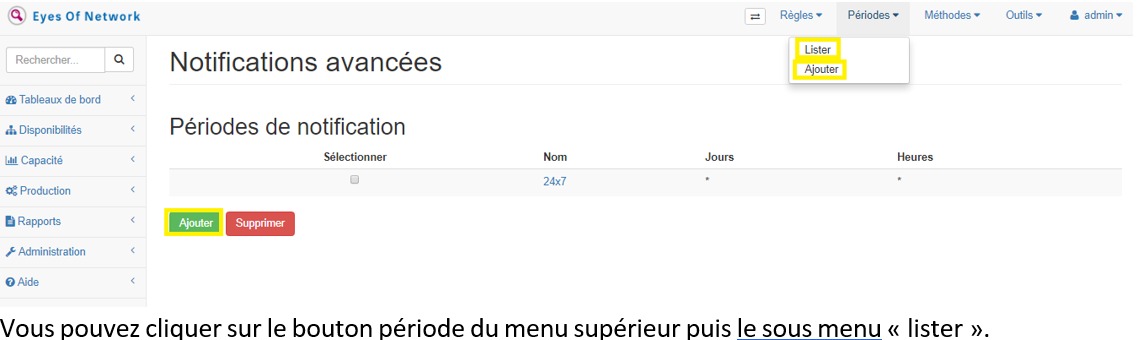 Eyes Of Network
Règles
Périodes
Méthodes
Outils
admin
Lister
Ajouter
Rechercher...
Tableaux de bord
Disponibilités
Capacité
Production
Rapports
Administration
Aide
Notifications avancées
Périodes de notification
Sélectionner Nom Jours Heures
24x7 * *
Ajouter Supprimer
Vous pouvez cliquer sur le bouton période du menu supérieur puis le sous menu « lister ».